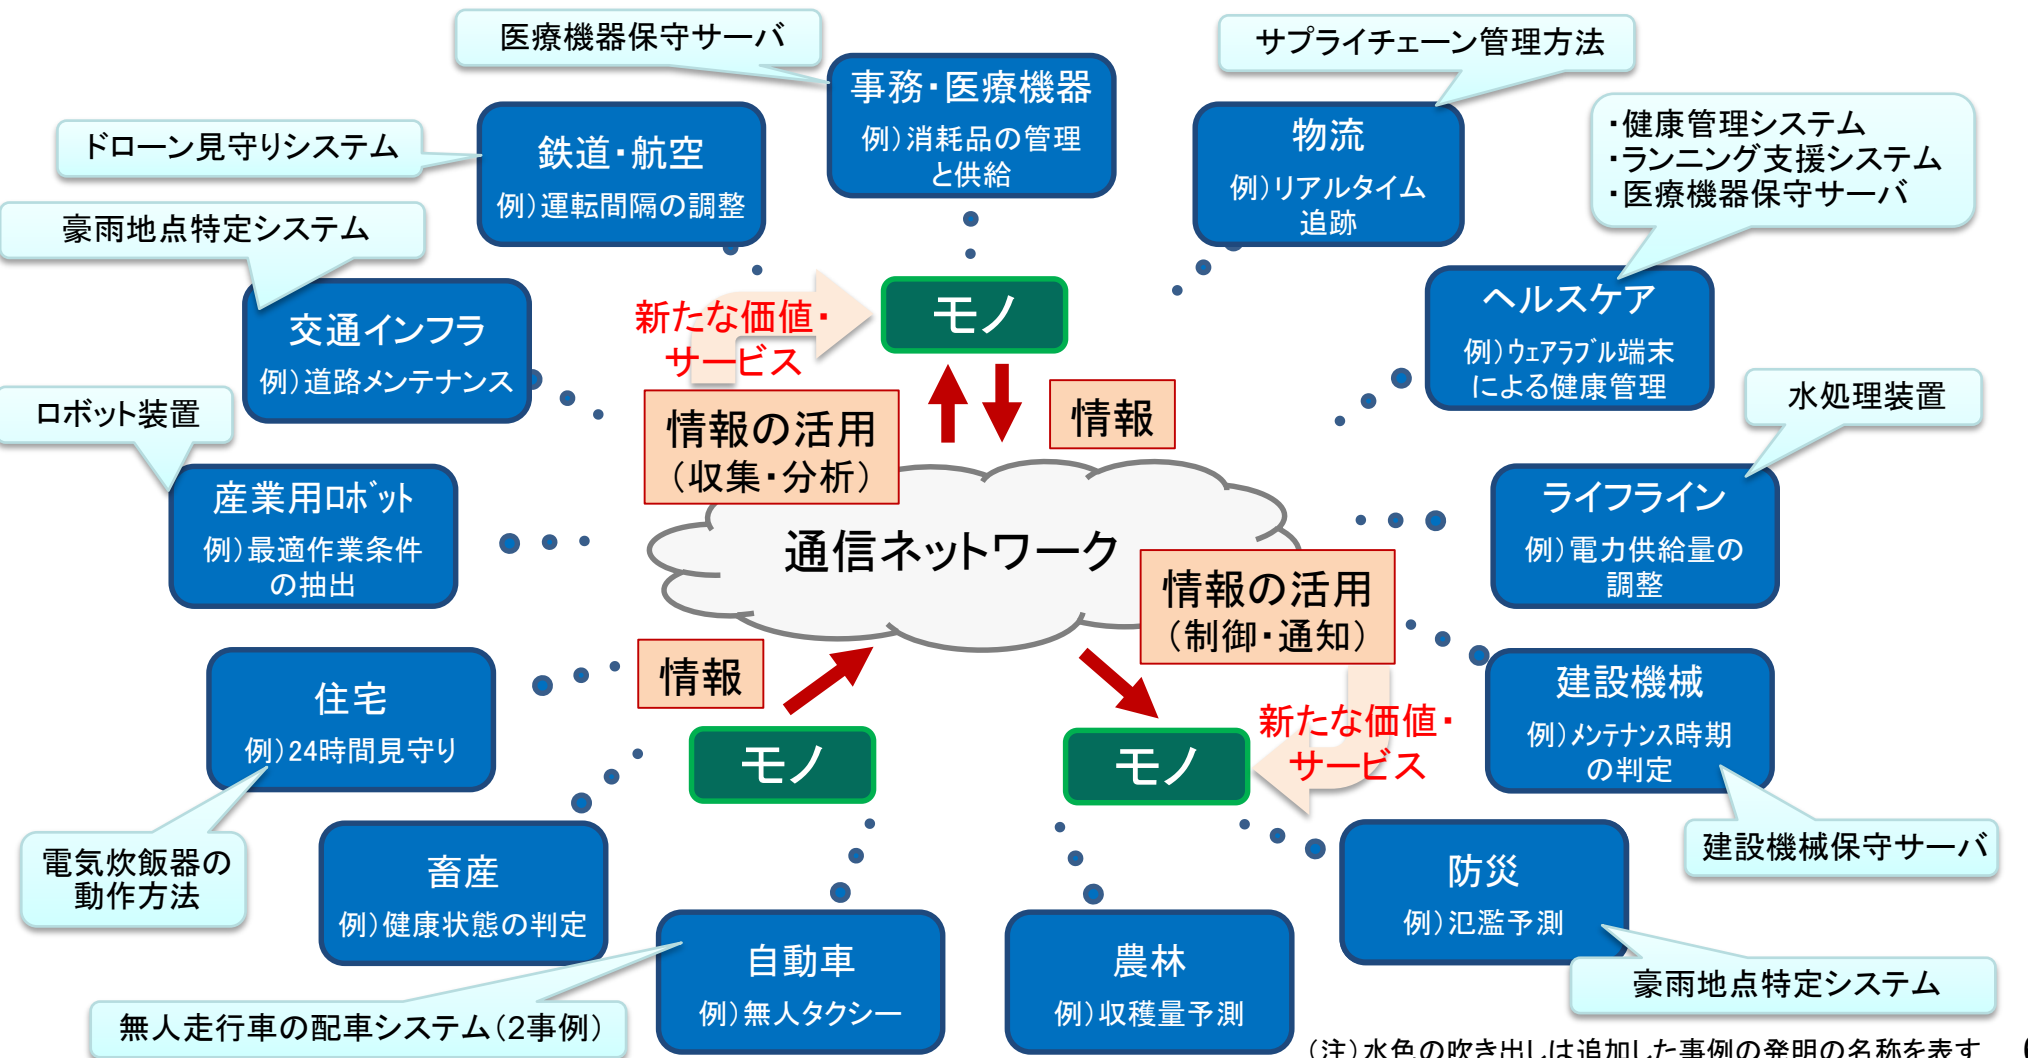 医療機器保守サーバ
サプライチェーン管理方法
事務・医療機器
例）消耗品の管理
と供給
ドローン見守りシステム
鉄道・航空
例）運転間隔の調整
物流
例）リアルタイム
追跡
・健康管理システム
・ランニング支援システム
・医療機器保守サーバ
豪雨地点特定システム
交通インフラ
例）道路メンテナンス
新たな価値・
サービス
モノ
ヘルスケア
例）ウェアラブル端末
による健康管理
ロボット装置
情報の活用
（収集・分析）
情報
水処理装置
産業用ロボット
例）最適作業条件
の抽出
通信ネットワーク
ライフライン
例）電力供給量の
調整
情報の活用
（制御・通知）
住宅
例）24時間見守り
情報
モノ
モノ
新たな価値・
サービス
建設機械
例）メンテナンス時期
の判定
電気炊飯器の
動作方法
畜産
例）健康状態の判定
建設機械保守サーバ
防災
例）氾濫予測
自動車
例）無人タクシー
農林
例）収穫量予測
豪雨地点特定システム
無人走行車の配車システム（2事例）
（注）水色の吹き出しは追加した事例の発明の名称を表す